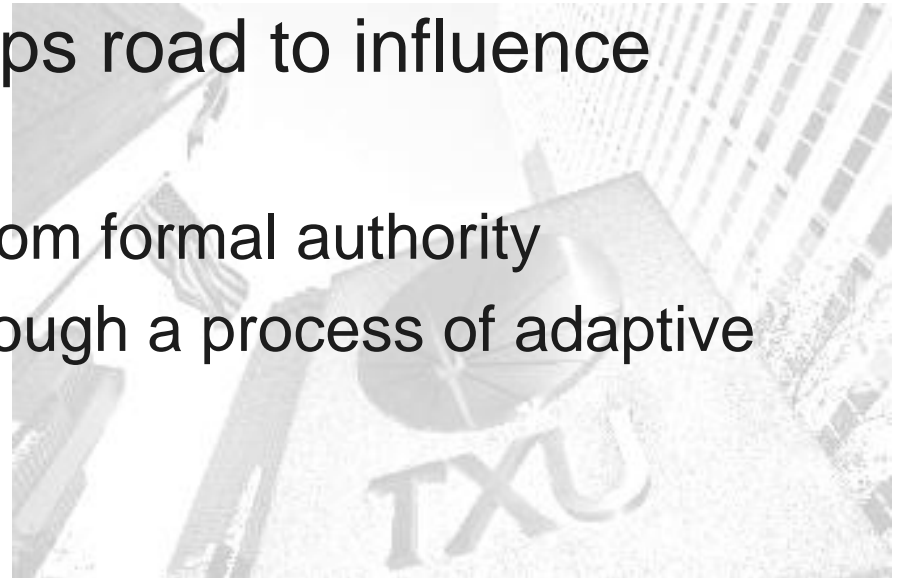 ps road to influence
om formal authority
ough a process of adaptive
TXU